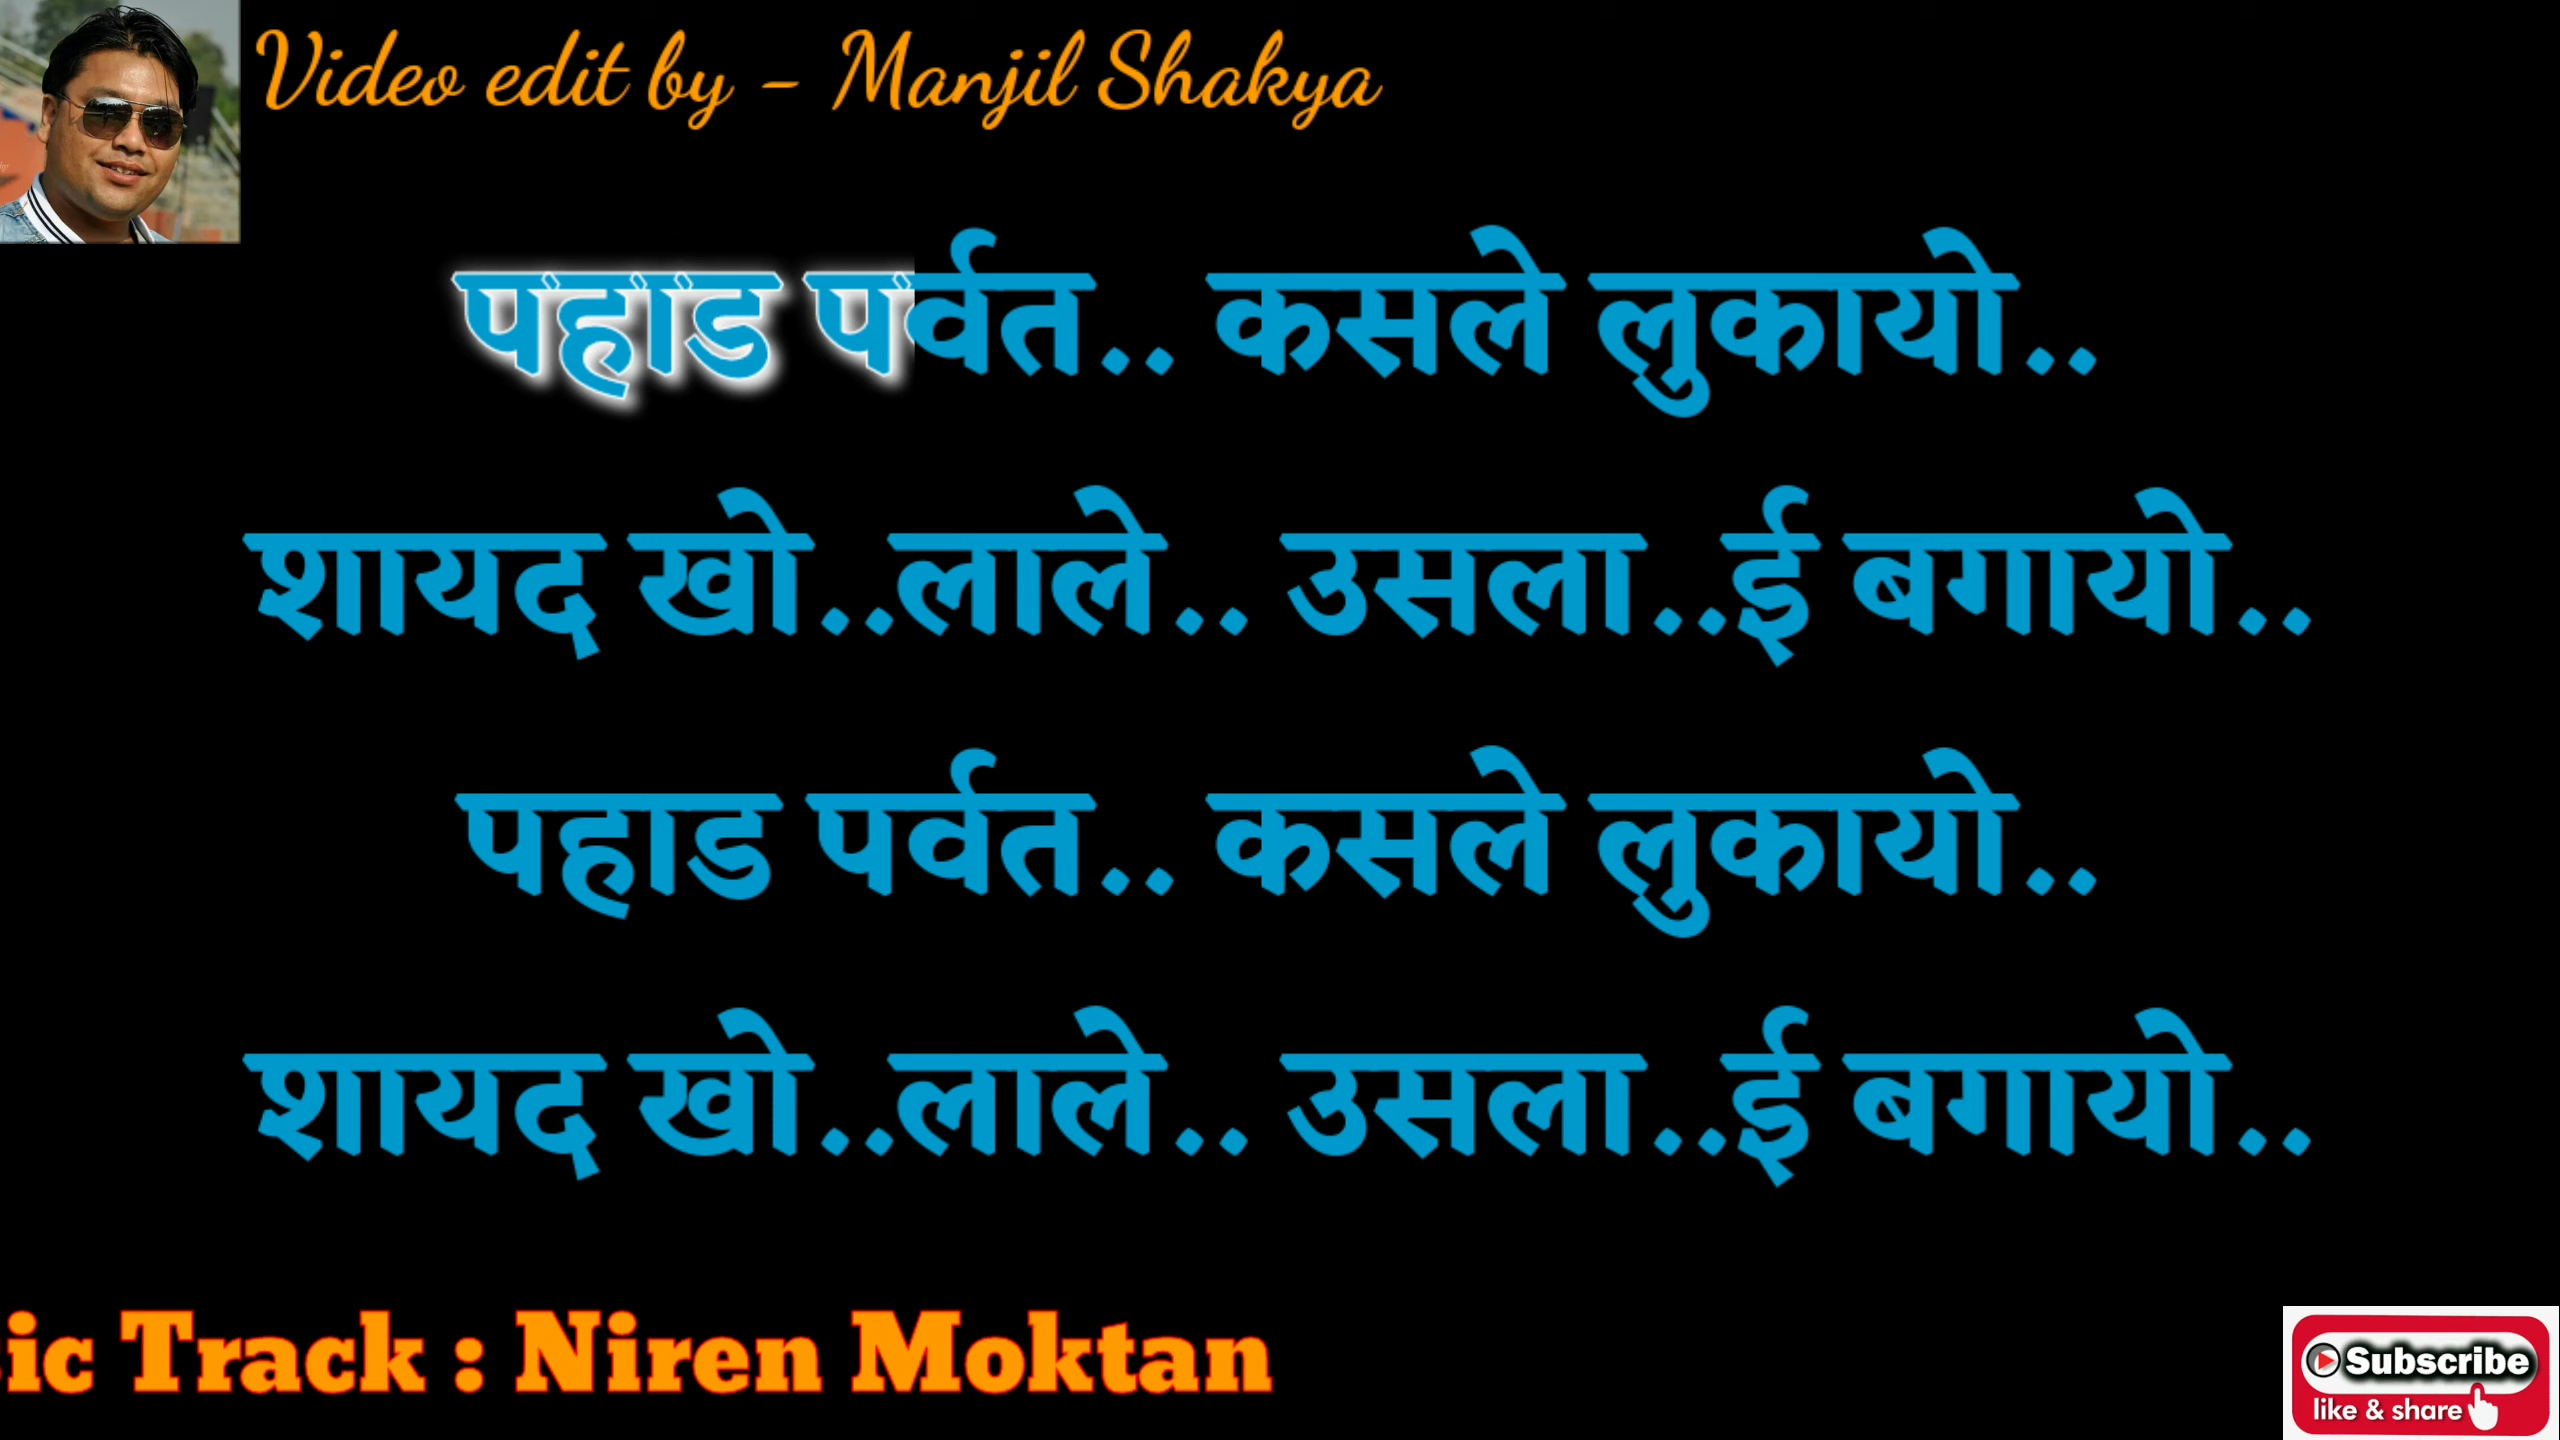 Video edit by - Manjil Shakya
पहाड पर्वत.. कसले लुकायो..
शायद खो..लाले.. उसला..ई बगायो..
पहाड पर्वत.. कसले लुकायो..
शायद खो..लाले.. उसला..ई बगायो..
sic Track : Niren Moktan
Subscribe
like & share